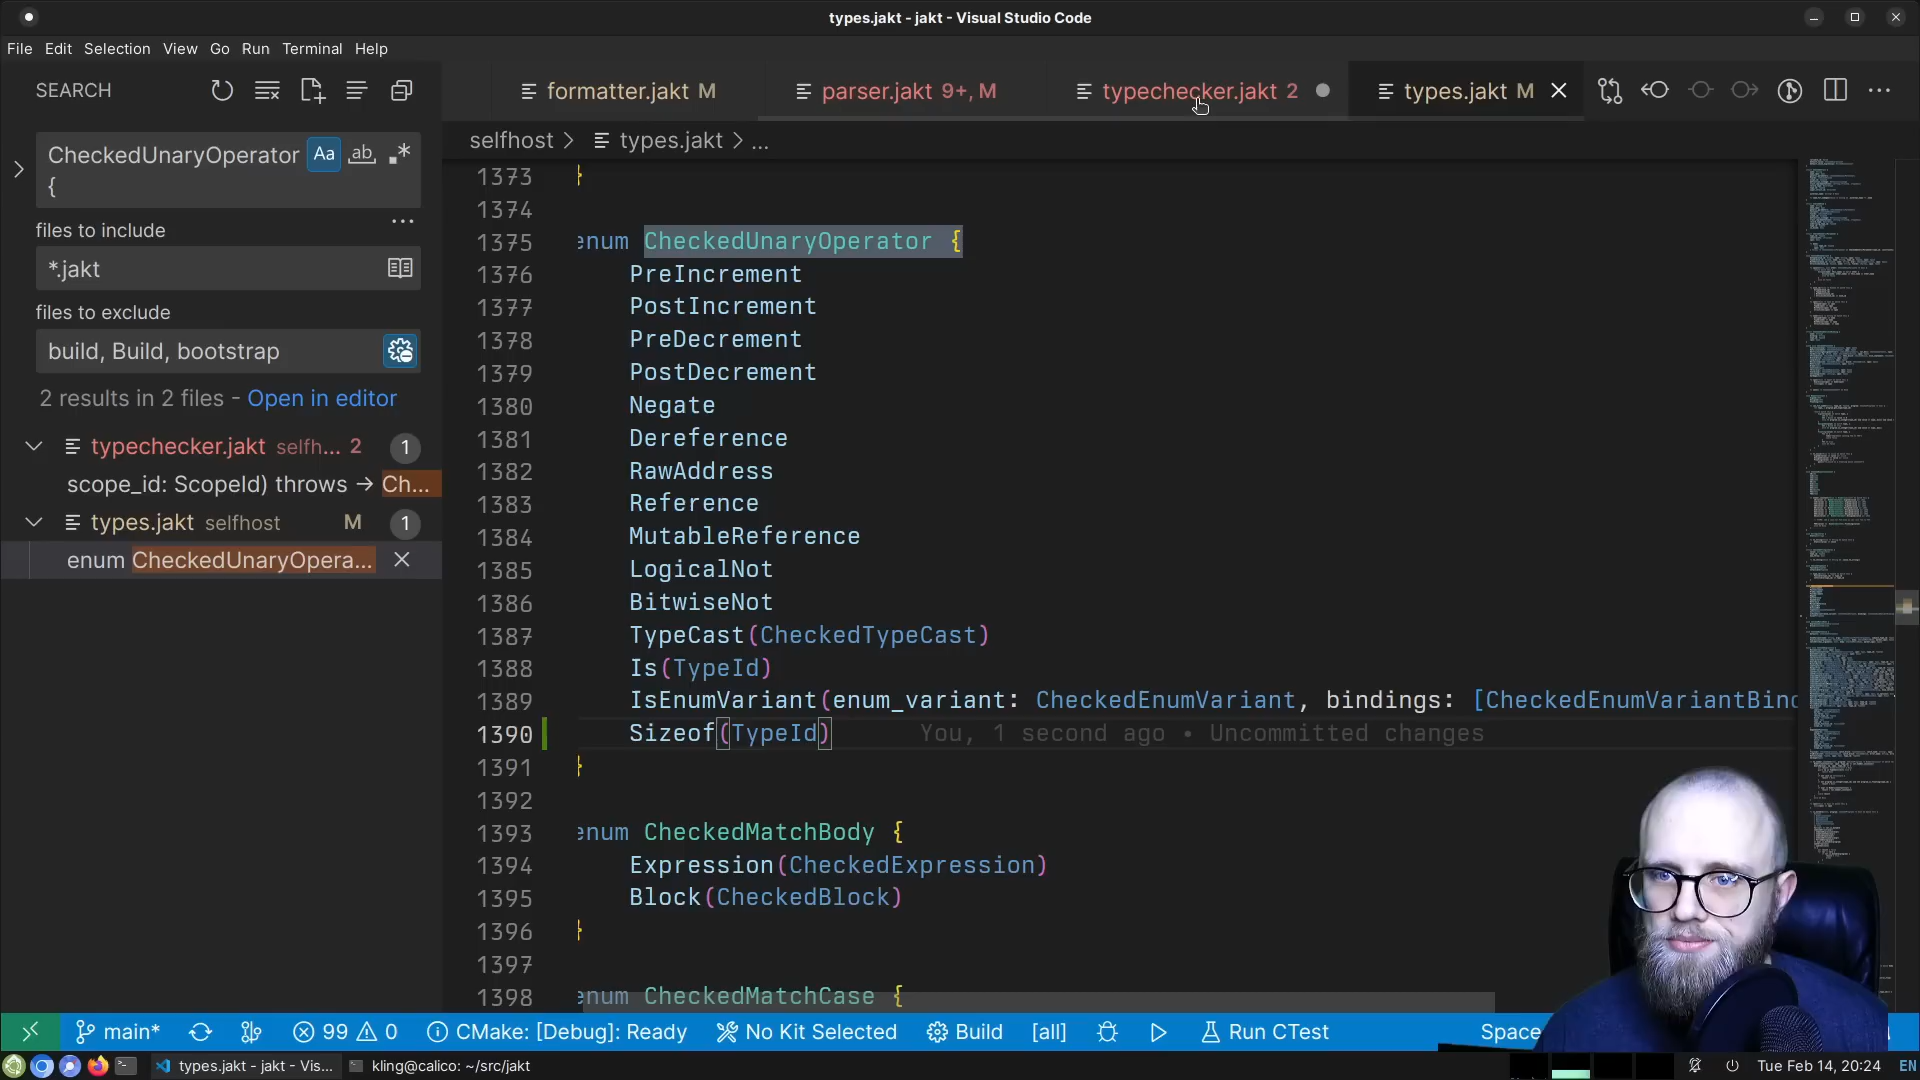 types.jakt - jakt - Visual Studio Code
File Edit Selection View Go Run Terminal Help
SEARCH
formatter.jakt M
parser.jakt 9+, M
typechecker.jakt 2
types.jakt M
CheckedUnaryOperator
{
Aa ab .*
files to include
*.jakt
files to exclude
build, Build, bootstrap
2 results in 2 files - Open in editor
typechecker.jakt selfh... 2 1
scope_id: ScopeId) throws → Ch...
types.jakt selfhost M 1
enum CheckedUnaryOpera...
selfhost > types.jakt > ...
1373 }
1374
1375 enum CheckedUnaryOperator {
1376 PreIncrement
1377 PostIncrement
1378 PreDecrement
1379 PostDecrement
1380 Negate
1381 Dereference
1382 RawAddress
1383 Reference
1384 MutableReference
1385 LogicalNot
1386 BitwiseNot
1387 TypeCast(CheckedTypeCast)
1388 Is(TypeId)
1389 IsEnumVariant(enum_variant: CheckedEnumVariant, bindings: [CheckedEnumVariantBind
1390 Sizeof(TypeId) You, 1 second ago • Uncommitted changes
1391 }
1392
1393 enum CheckedMatchBody {
1394 Expression(CheckedExpression)
1395 Block(CheckedBlock)
1396 }
1397
1398 enum CheckedMatchCase {
main* 99 0 CMake: [Debug]: Ready No Kit Selected Build [all] Run CTest Space
types.jakt - jakt - Vis... kling@calico: ~/src/jakt Tue Feb 14, 20:24 EN